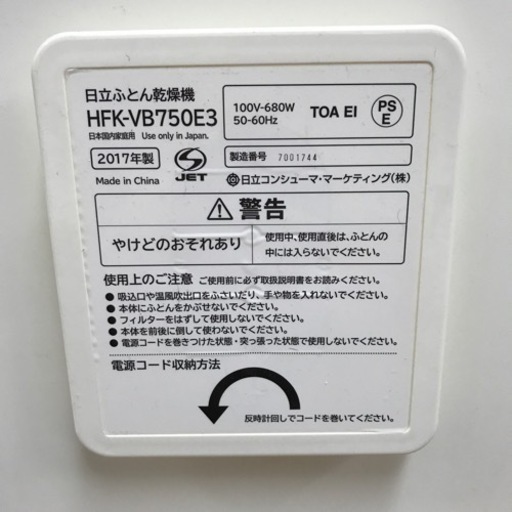 日立ふとん乾燥機
HFK-VB750E3
日本国内家庭用 Use only in Japan.
100V-680W
50-60Hz
TOA EI
PS
E
2017年製
Made in China
JET
製造番号 7001744
日立コンシューマ・マーケティング(株)
警告
やけどのおそれあり
使用中、使用直後は、ふとんの
中には入らないでください。
使用上のご注意 ご使用前に必ず取扱説明書をお読みください。
● 吸込口や温風吹出口をふさいだり、手や物を入れないでください。
● 本体にふとんをかぶせないでください。
● フィルターをはずして使用しないでください。
● 本体を前後に倒して使わないでください。
● 電源コードを巻きつけた状態・突っ張った状態で使用しないでください。
電源コード収納方法
反時計回しでコードを巻いてください。